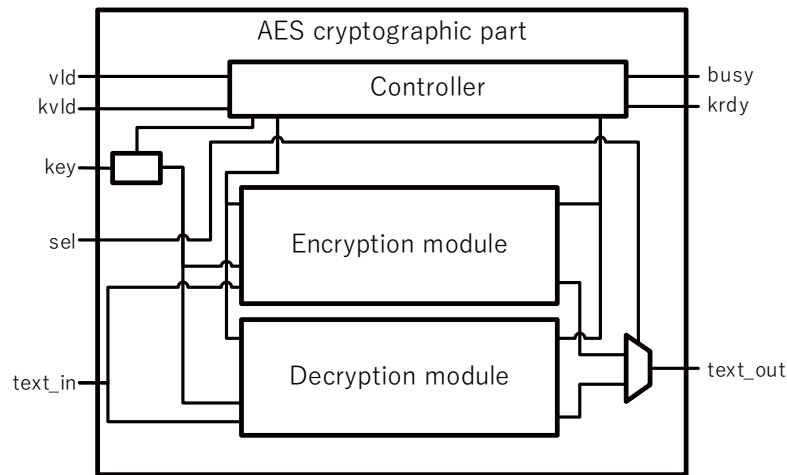 AES cryptographic part
vld
Controller
busy
kvld
krdy
key
sel
Encryption module
text_in
Decryption module
text_out